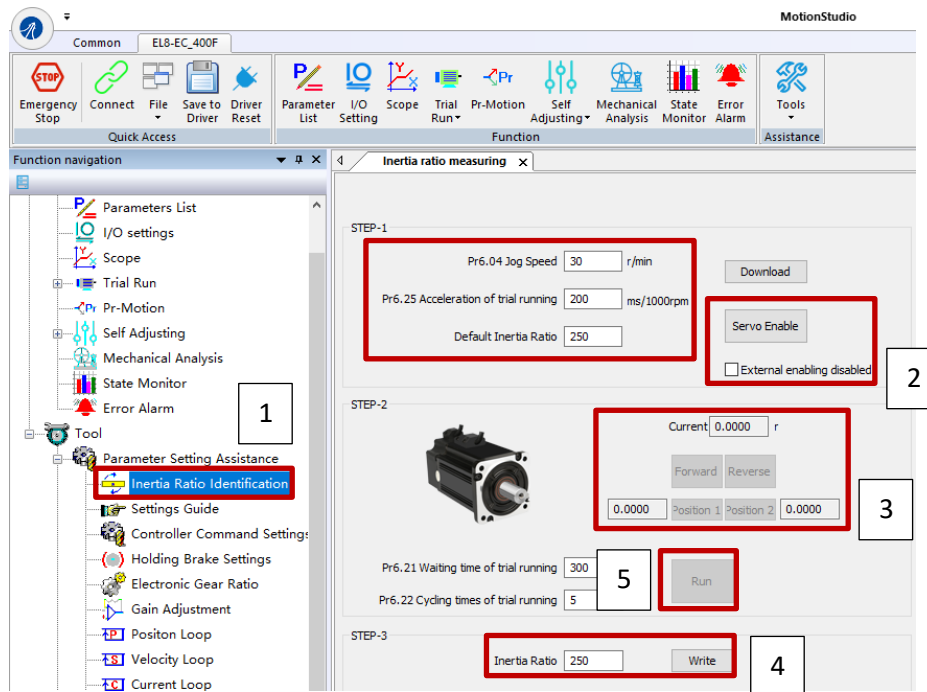 MotionStudio
Common EL8-EC_400F
STOP P Pr
Emergency Stop Connect File Save to Driver Driver Reset Parameter List I/O Setting Scope Trial Run Pr-Motion Self Adjusting Mechanical Analysis State Monitor Error Alarm Tools
Quick Access Function Assistance
Function navigation
Inertia ratio measuring x
Parameters List
I/O settings
Scope
Trial Run
Pr-Motion
Self Adjusting
Mechanical Analysis
State Monitor
Error Alarm
Tool
Parameter Setting Assistance
Inertia Ratio Identification
Settings Guide
Controller Command Settings
Holding Brake Settings
Electronic Gear Ratio
Gain Adjustment
Positon Loop
Velocity Loop
Current Loop
1
STEP-1
Pr6.04 Jog Speed 30 r/min
Download
Pr6.25 Acceleration of trial running 200 ms/1000rpm
Servo Enable
Default Inertia Ratio 250
External enabling disabled
2
STEP-2
Current 0.0000 r
Forward Reverse
0.0000 Position 1 Position 2 0.0000
3
Pr6.21 Waiting time of trial running 300
5
Run
Pr6.22 Cycling times of trial running 5
STEP-3
Inertia Ratio 250 Write
4